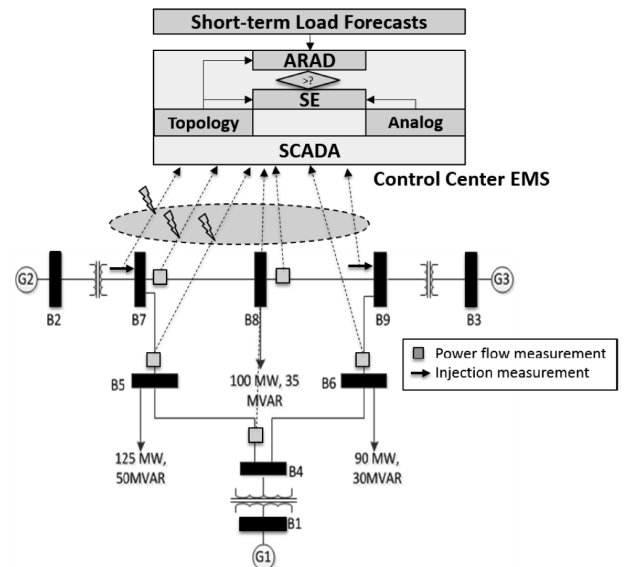 Short-term Load Forecasts
ARAD
>?
SE
Topology
Analog
SCADA
Control Center EMS
G2
G3
B2
B7
B8
B9
B3
Power flow measurement
Injection measurement
B5
100 MW, 35
MVAR
B6
125 MW,
50MVAR
90 MW,
30MVAR
B4
B1
G1